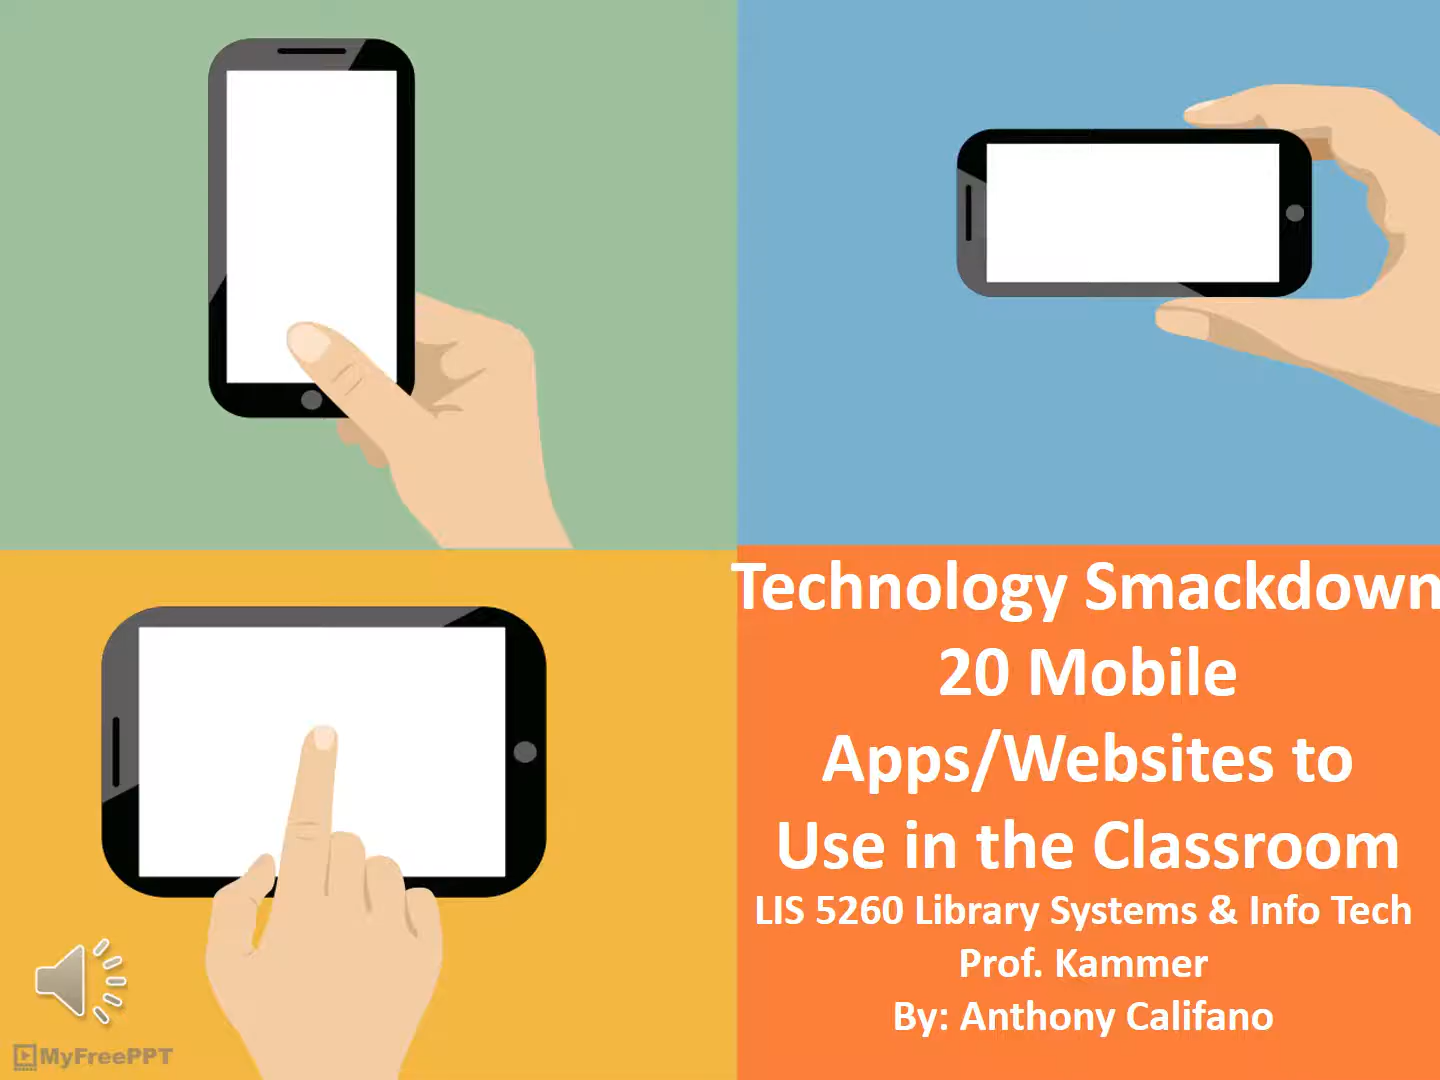 Technology Smackdown
20 Mobile
Apps/Websites to
Use in the Classroom
LIS 5260 Library Systems & Info Tech
Prof. Kammer
By: Anthony Califano
MyFreePPT